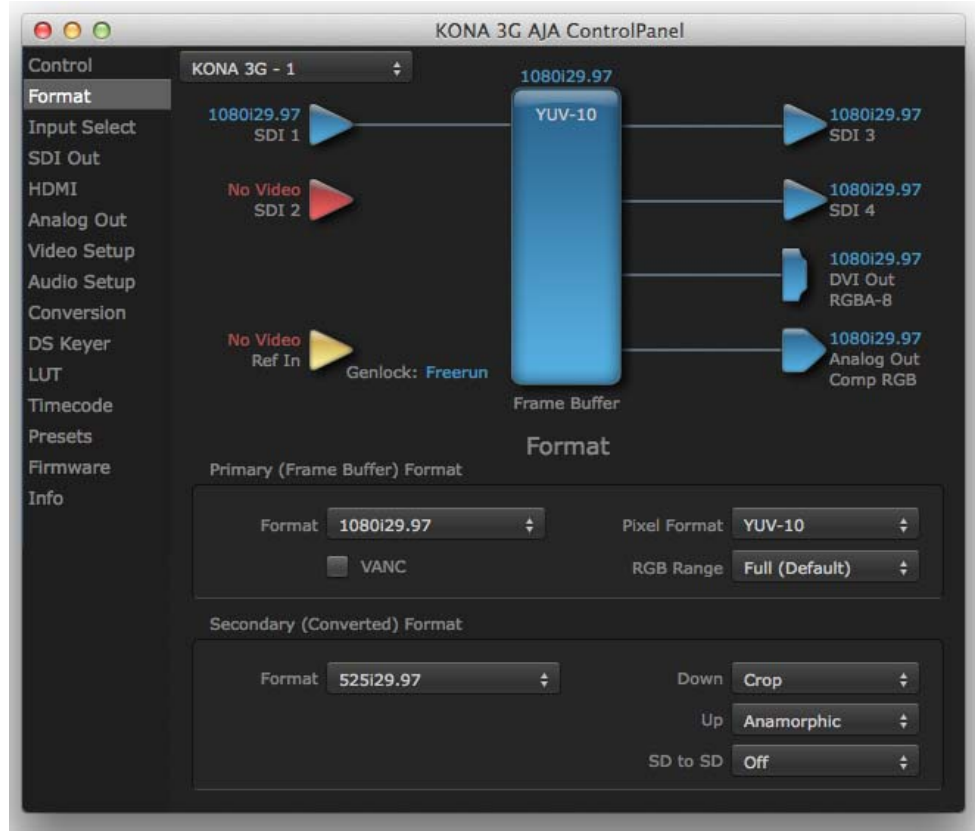 KONA 3G AJA ControlPanel
Control
Format
Input Select
SDI Out
HDMI
Analog Out
Video Setup
Audio Setup
Conversion
DS Keyer
LUT
Timecode
Presets
Firmware
Info
KONA 3G - 1
1080i29.97
YUV-10
1080i29.97
SDI 1
No Video
SDI 2
No Video
Ref In
Genlock: Freerun
Frame Buffer
1080i29.97
SDI 3
1080i29.97
SDI 4
1080i29.97
DVI Out
RGBA-8
1080i29.97
Analog Out
Comp RGB
Format
Primary (Frame Buffer) Format
Format 1080i29.97
VANC
Pixel Format YUV-10
RGB Range Full (Default)
Secondary (Converted) Format
Format 525i29.97
Down Crop
Up Anamorphic
SD to SD Off